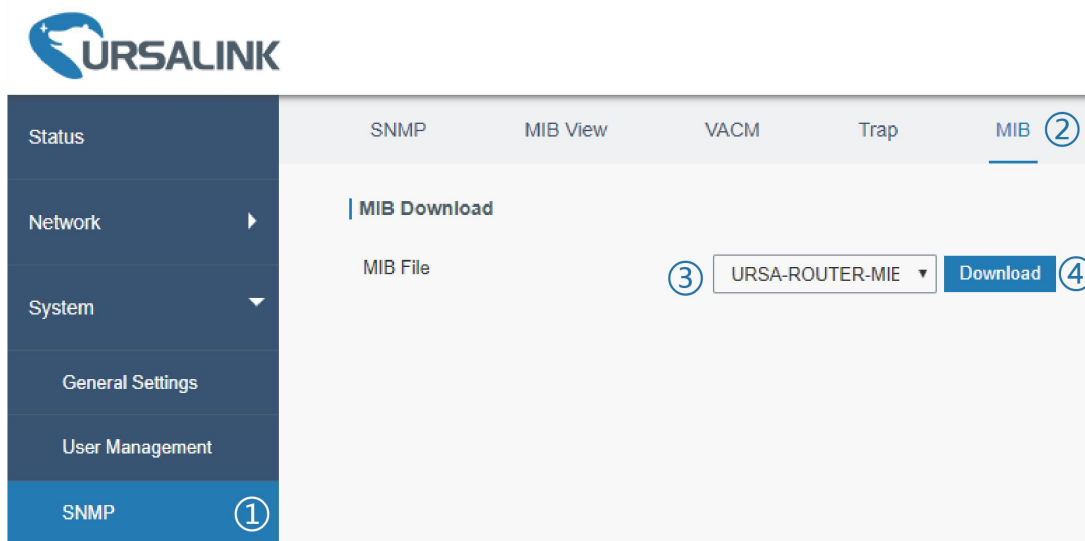 URSALINK
Status
Network
System
General Settings
User Management
SNMP ①
SNMP MIB View VACM Trap MIB ②
MIB Download
MIB File ③ URSA-ROUTER-MIE Download ④